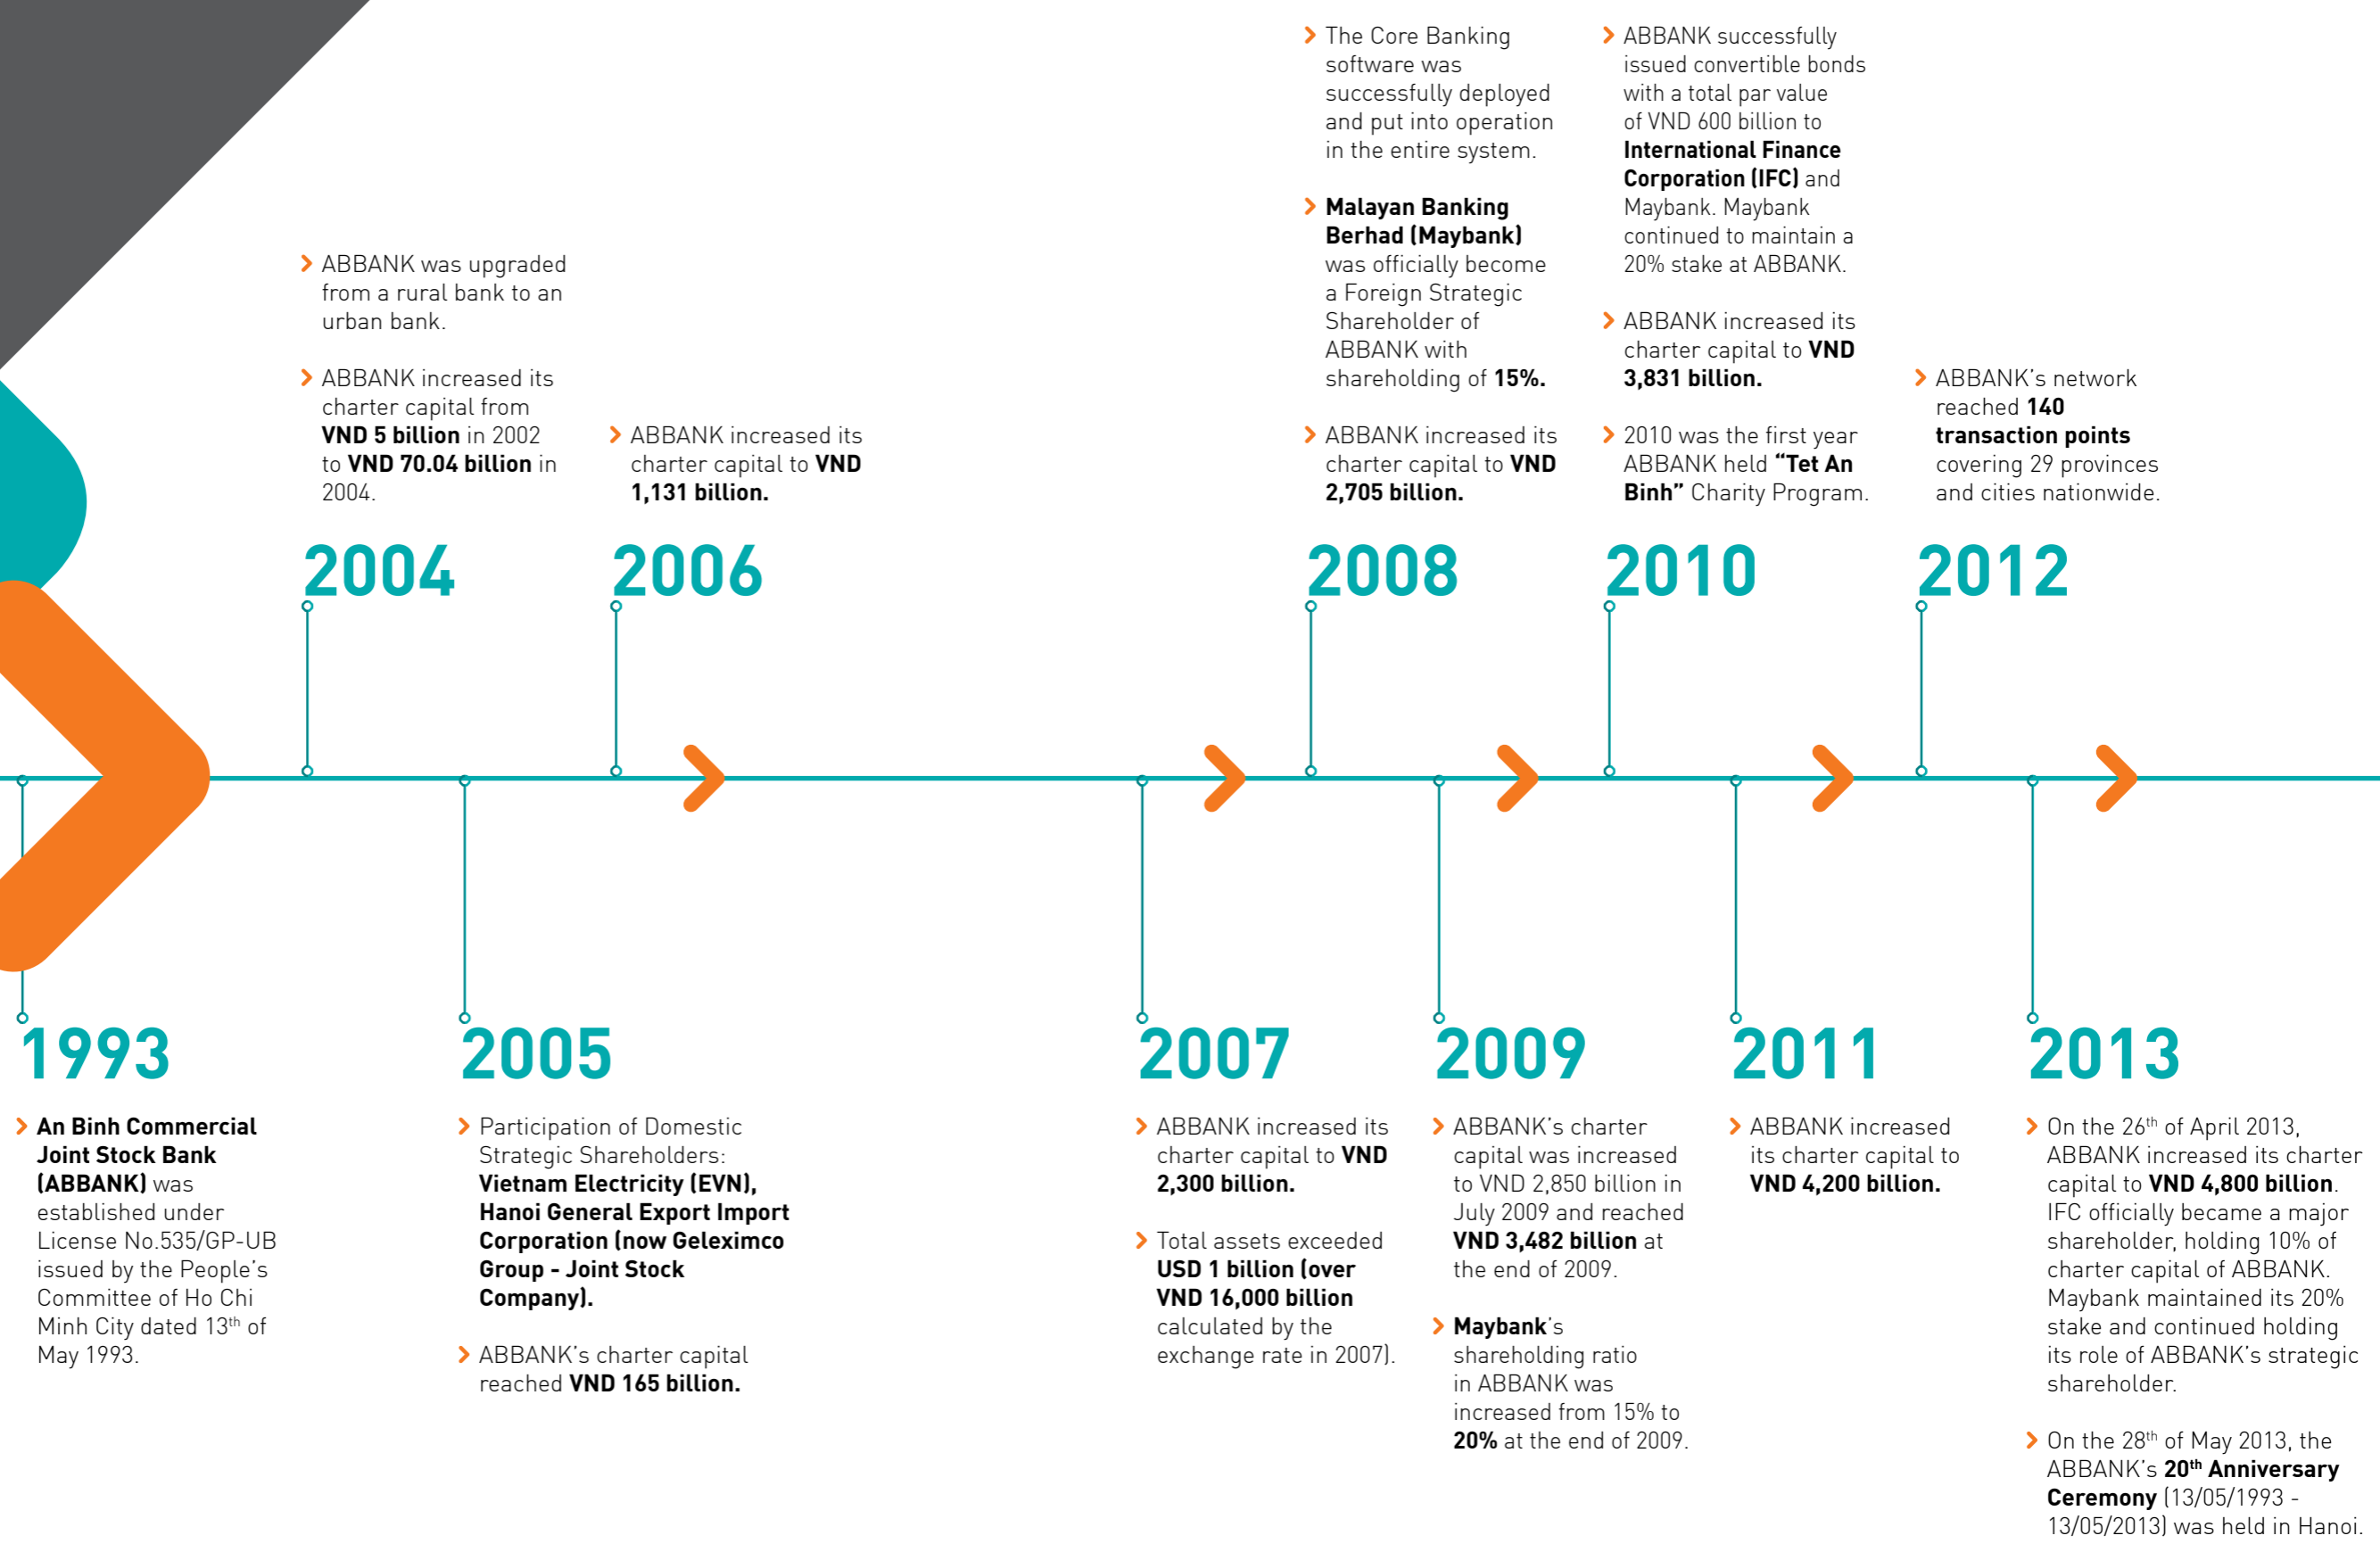 ABBANK was upgraded
from a rural bank to an
urban bank.
ABBANK increased its
charter capital from
VND 5 billion in 2002
to VND 70.04 billion in
2004.
2004
ABBANK increased its
charter capital to VND
1,131 billion.
2006
The Core Banking
software was
successfully deployed
and put into operation
in the entire system.
Malayan Banking
Berhad (Maybank)
was officially become
a Foreign Strategic
Shareholder of
ABBANK with
shareholding of 15%.
ABBANK increased its
charter capital to VND
2,705 billion.
2008
ABBANK successfully
issued convertible bonds
with a total par value
of VND 600 billion to
International Finance
Corporation (IFC) and
Maybank. Maybank
continued to maintain a
20% stake at ABBANK.
ABBANK increased its
charter capital to VND
3,831 billion.
2010 was the first year
ABBANK held “Tet An
Binh” Charity Program.
2010
ABBANK’s network
reached 140
transaction points
covering 29 provinces
and cities nationwide.
2012
1993
An Binh Commercial
Joint Stock Bank
(ABBANK) was
established under
License No.535/GP-UB
issued by the People’s
Committee of Ho Chi
Minh City dated 13th of
May 1993.
2005
Participation of Domestic
Strategic Shareholders:
Vietnam Electricity (EVN),
Hanoi General Export Import
Corporation (now Geleximco
Group - Joint Stock
Company).
ABBANK’s charter capital
reached VND 165 billion.
2007
ABBANK increased its
charter capital to VND
2,300 billion.
Total assets exceeded
USD 1 billion (over
VND 16,000 billion
calculated by the
exchange rate in 2007).
2009
ABBANK’s charter
capital was increased
to VND 2,850 billion in
July 2009 and reached
VND 3,482 billion at
the end of 2009.
Maybank’s
shareholding ratio
in ABBANK was
increased from 15% to
20% at the end of 2009.
2011
ABBANK increased
its charter capital to
VND 4,200 billion.
2013
On the 26th of April 2013,
ABBANK increased its charter
capital to VND 4,800 billion.
IFC officially became a major
shareholder, holding 10% of
charter capital of ABBANK.
Maybank maintained its 20%
stake and continued holding
its role of ABBANK’s strategic
shareholder.
On the 28th of May 2013, the
ABBANK’s 20th Anniversary
Ceremony (13/05/1993 -
13/05/2013) was held in Hanoi.